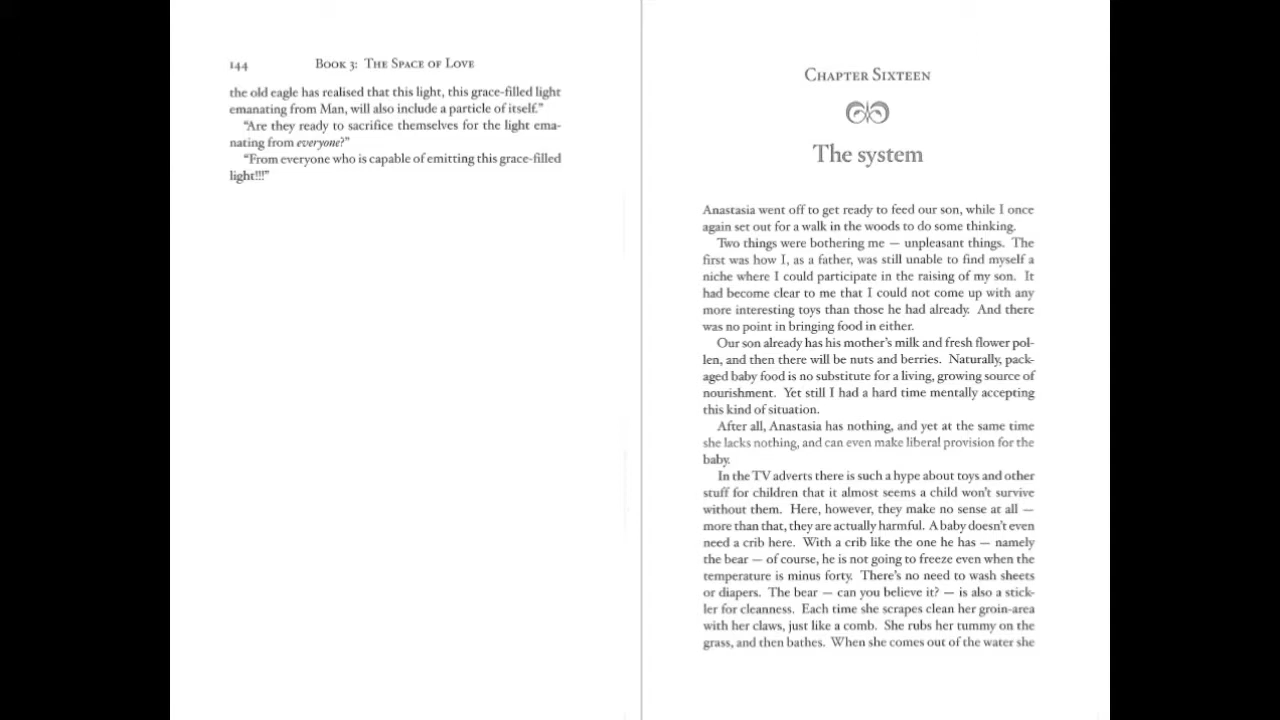 144
Book 3: The Space of Love
the old eagle has realised that this light, this grace-filled light
emanating from Man, will also include a particle of itself."
"Are they ready to sacrifice themselves for the light ema-
nating from everyone?"
"From everyone who is capable of emitting this grace-filled
light!!!"
Chapter Sixteen
The system
Anastasia went off to get ready to feed our son, while I once
again set out for a walk in the woods to do some thinking.
Two things were bothering me — unpleasant things. The
first was how I, as a father, was still unable to find myself a
niche where I could participate in the raising of my son. It
had become clear to me that I could not come up with any
more interesting toys than those he had already. And there
was no point in bringing food in either.
Our son already has his mother's milk and fresh flower pol-
len, and then there will be nuts and berries. Naturally, pack-
aged baby food is no substitute for a living, growing source of
nourishment. Yet still I had a hard time mentally accepting
this kind of situation.
After all, Anastasia has nothing, and yet at the same time
she lacks nothing, and can even make liberal provision for the
baby.
In the TV adverts there is such a hype about toys and other
stuff for children that it almost seems a child won't survive
without them. Here, however, they make no sense at all —
more than that, they are actually harmful. A baby doesn't even
need a crib here. With a crib like the one he has — namely
the bear — of course, he is not going to freeze even when the
temperature is minus forty. There's no need to wash sheets
or diapers. The bear — can you believe it? — is also a stick-
ler for cleanness. Each time she scrapes clean her groin-area
with her claws, just like a comb. She rubs her tummy on the
grass, and then bathes. When she comes out of the water she